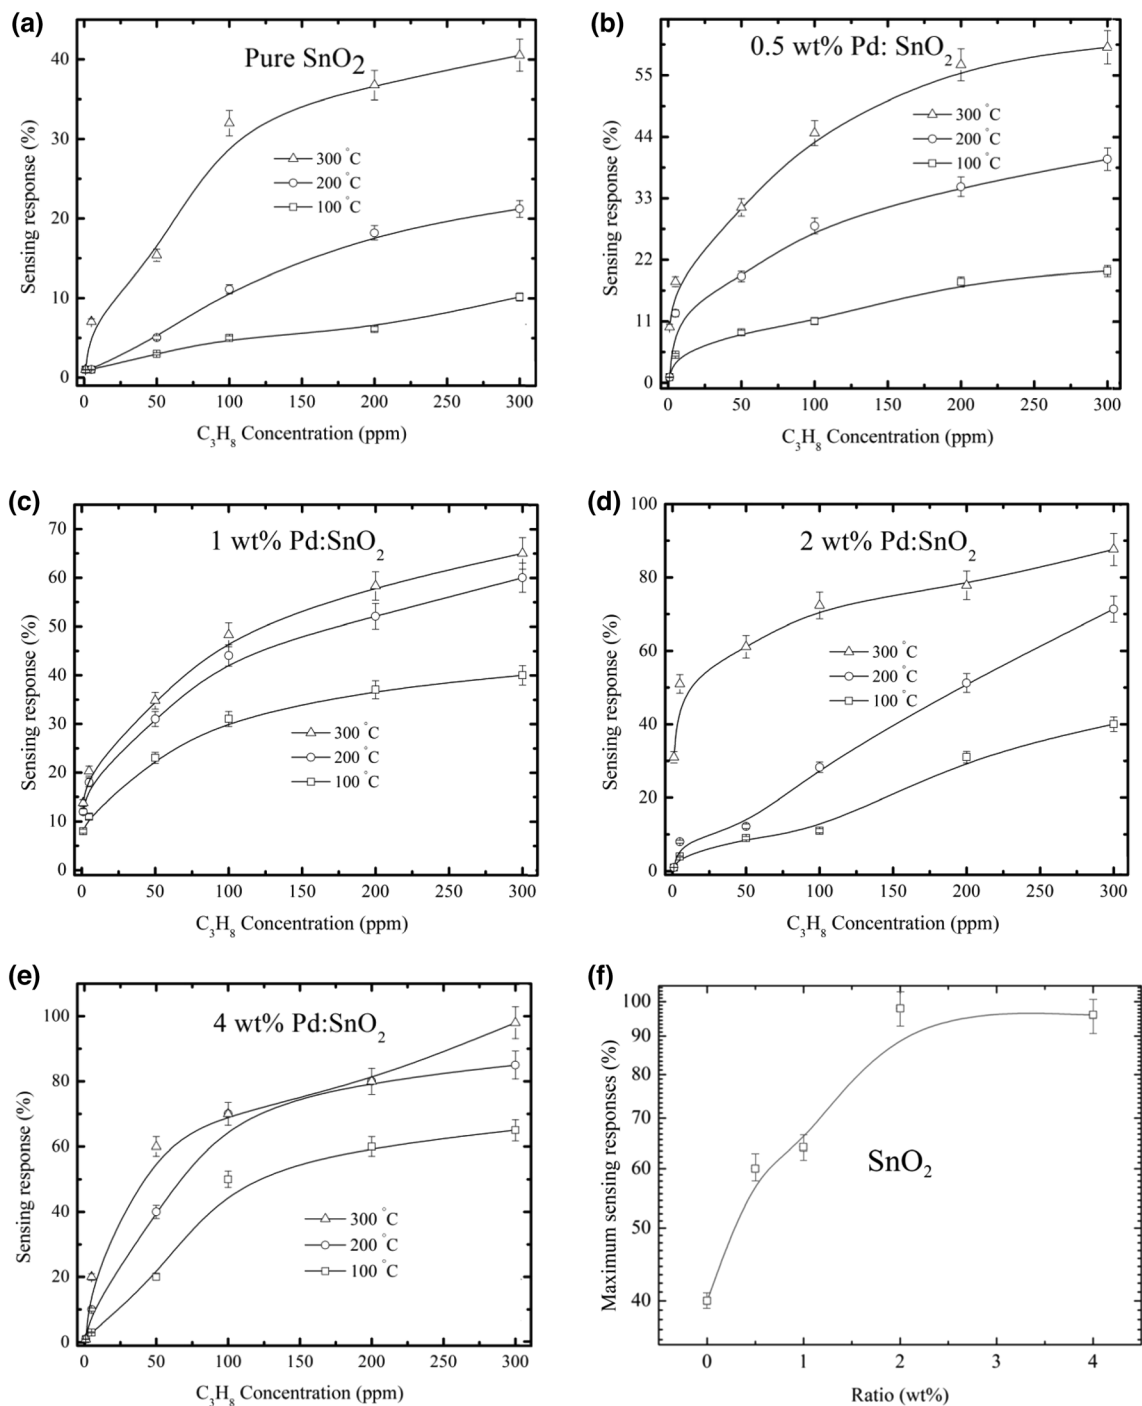 (a)
Pure SnO2
Sensing response (%)
40
30
20
10
0
300 °C
200 °C
100 °C
0 50 100 150 200 250 300
C3H8 Concentration (ppm)
(b)
0.5 wt% Pd: SnO2
Sensing response (%)
55
44
33
22
11
0
300 °C
200 °C
100 °C
0 50 100 150 200 250 300
C3H8 Concentration (ppm)
(c)
1 wt% Pd:SnO2
Sensing response (%)
70
60
50
40
30
20
10
0
300 °C
200 °C
100 °C
0 50 100 150 200 250 300
C3H8 Concentration (ppm)
(d)
2 wt% Pd:SnO2
Sensing response (%)
100
80
60
40
20
0
300 °C
200 °C
100 °C
0 50 100 150 200 250 300
C3H8 Concentration (ppm)
(e)
4 wt% Pd:SnO2
Sensing response (%)
100
80
60
40
20
0
300 °C
200 °C
100 °C
0 50 100 150 200 250 300
C3H8 Concentration (ppm)
(f)
SnO2
Maximum sensing responses (%)
100
90
80
70
60
50
40
0 1 2 3 4
Ratio (wt%)